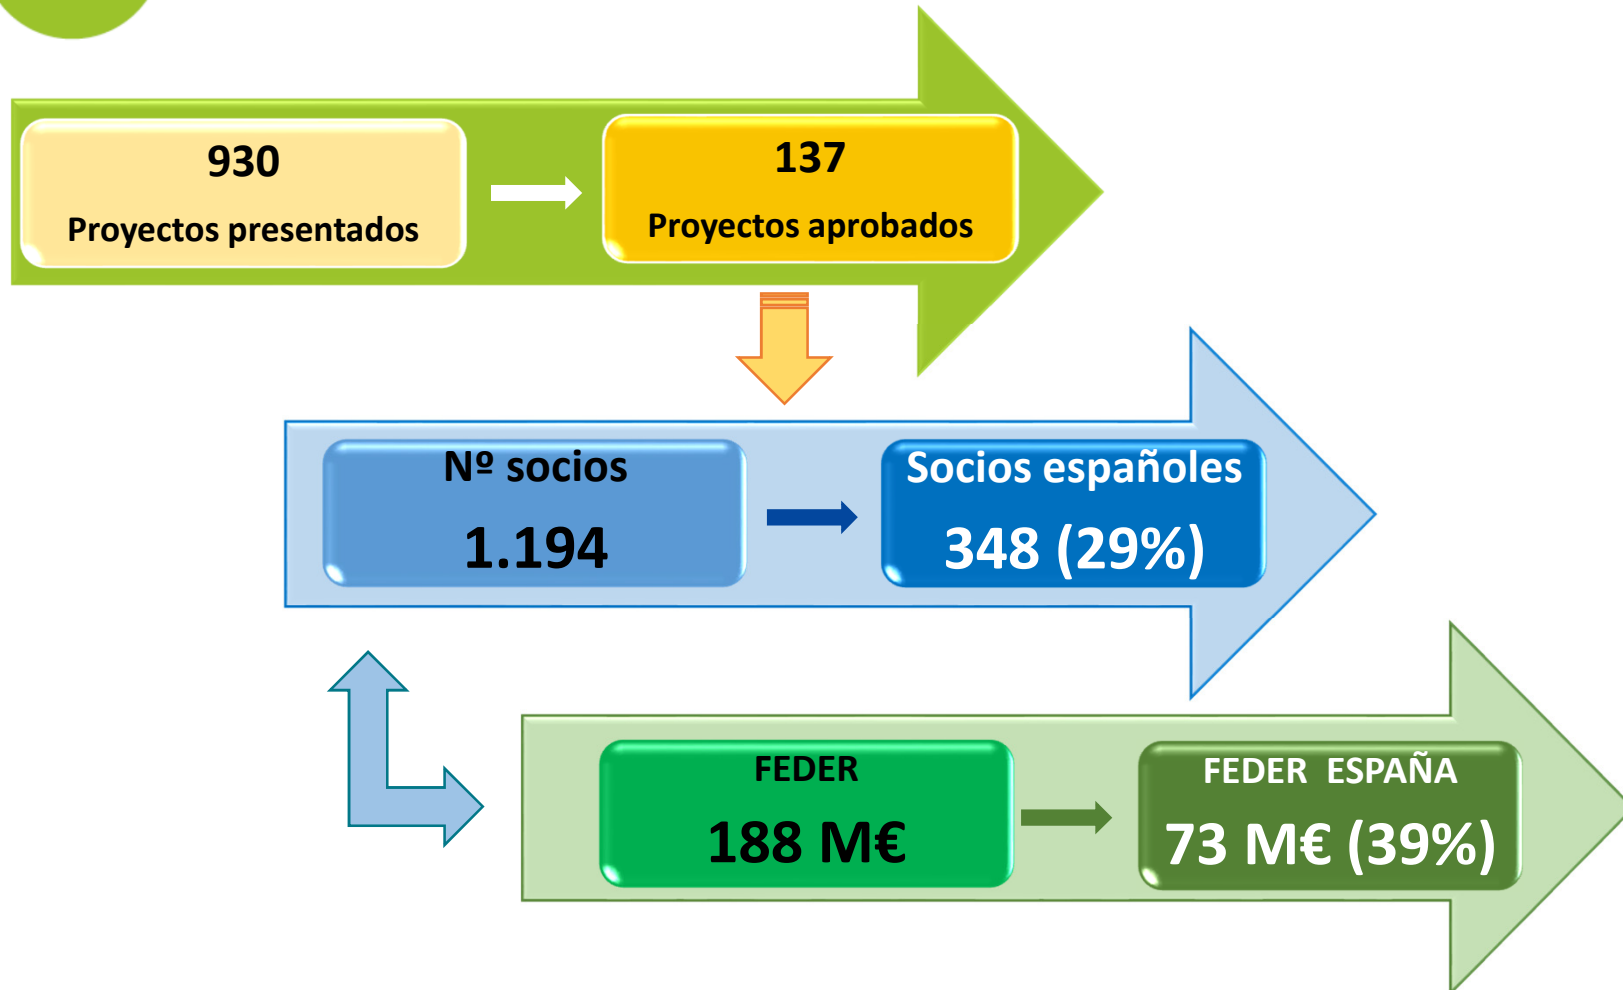 930
Proyectos presentados
137
Proyectos aprobados
Nº socios
1.194
Socios españoles
348 (29%)
FEDER
188 M€
FEDER ESPAÑA
73 M€ (39%)